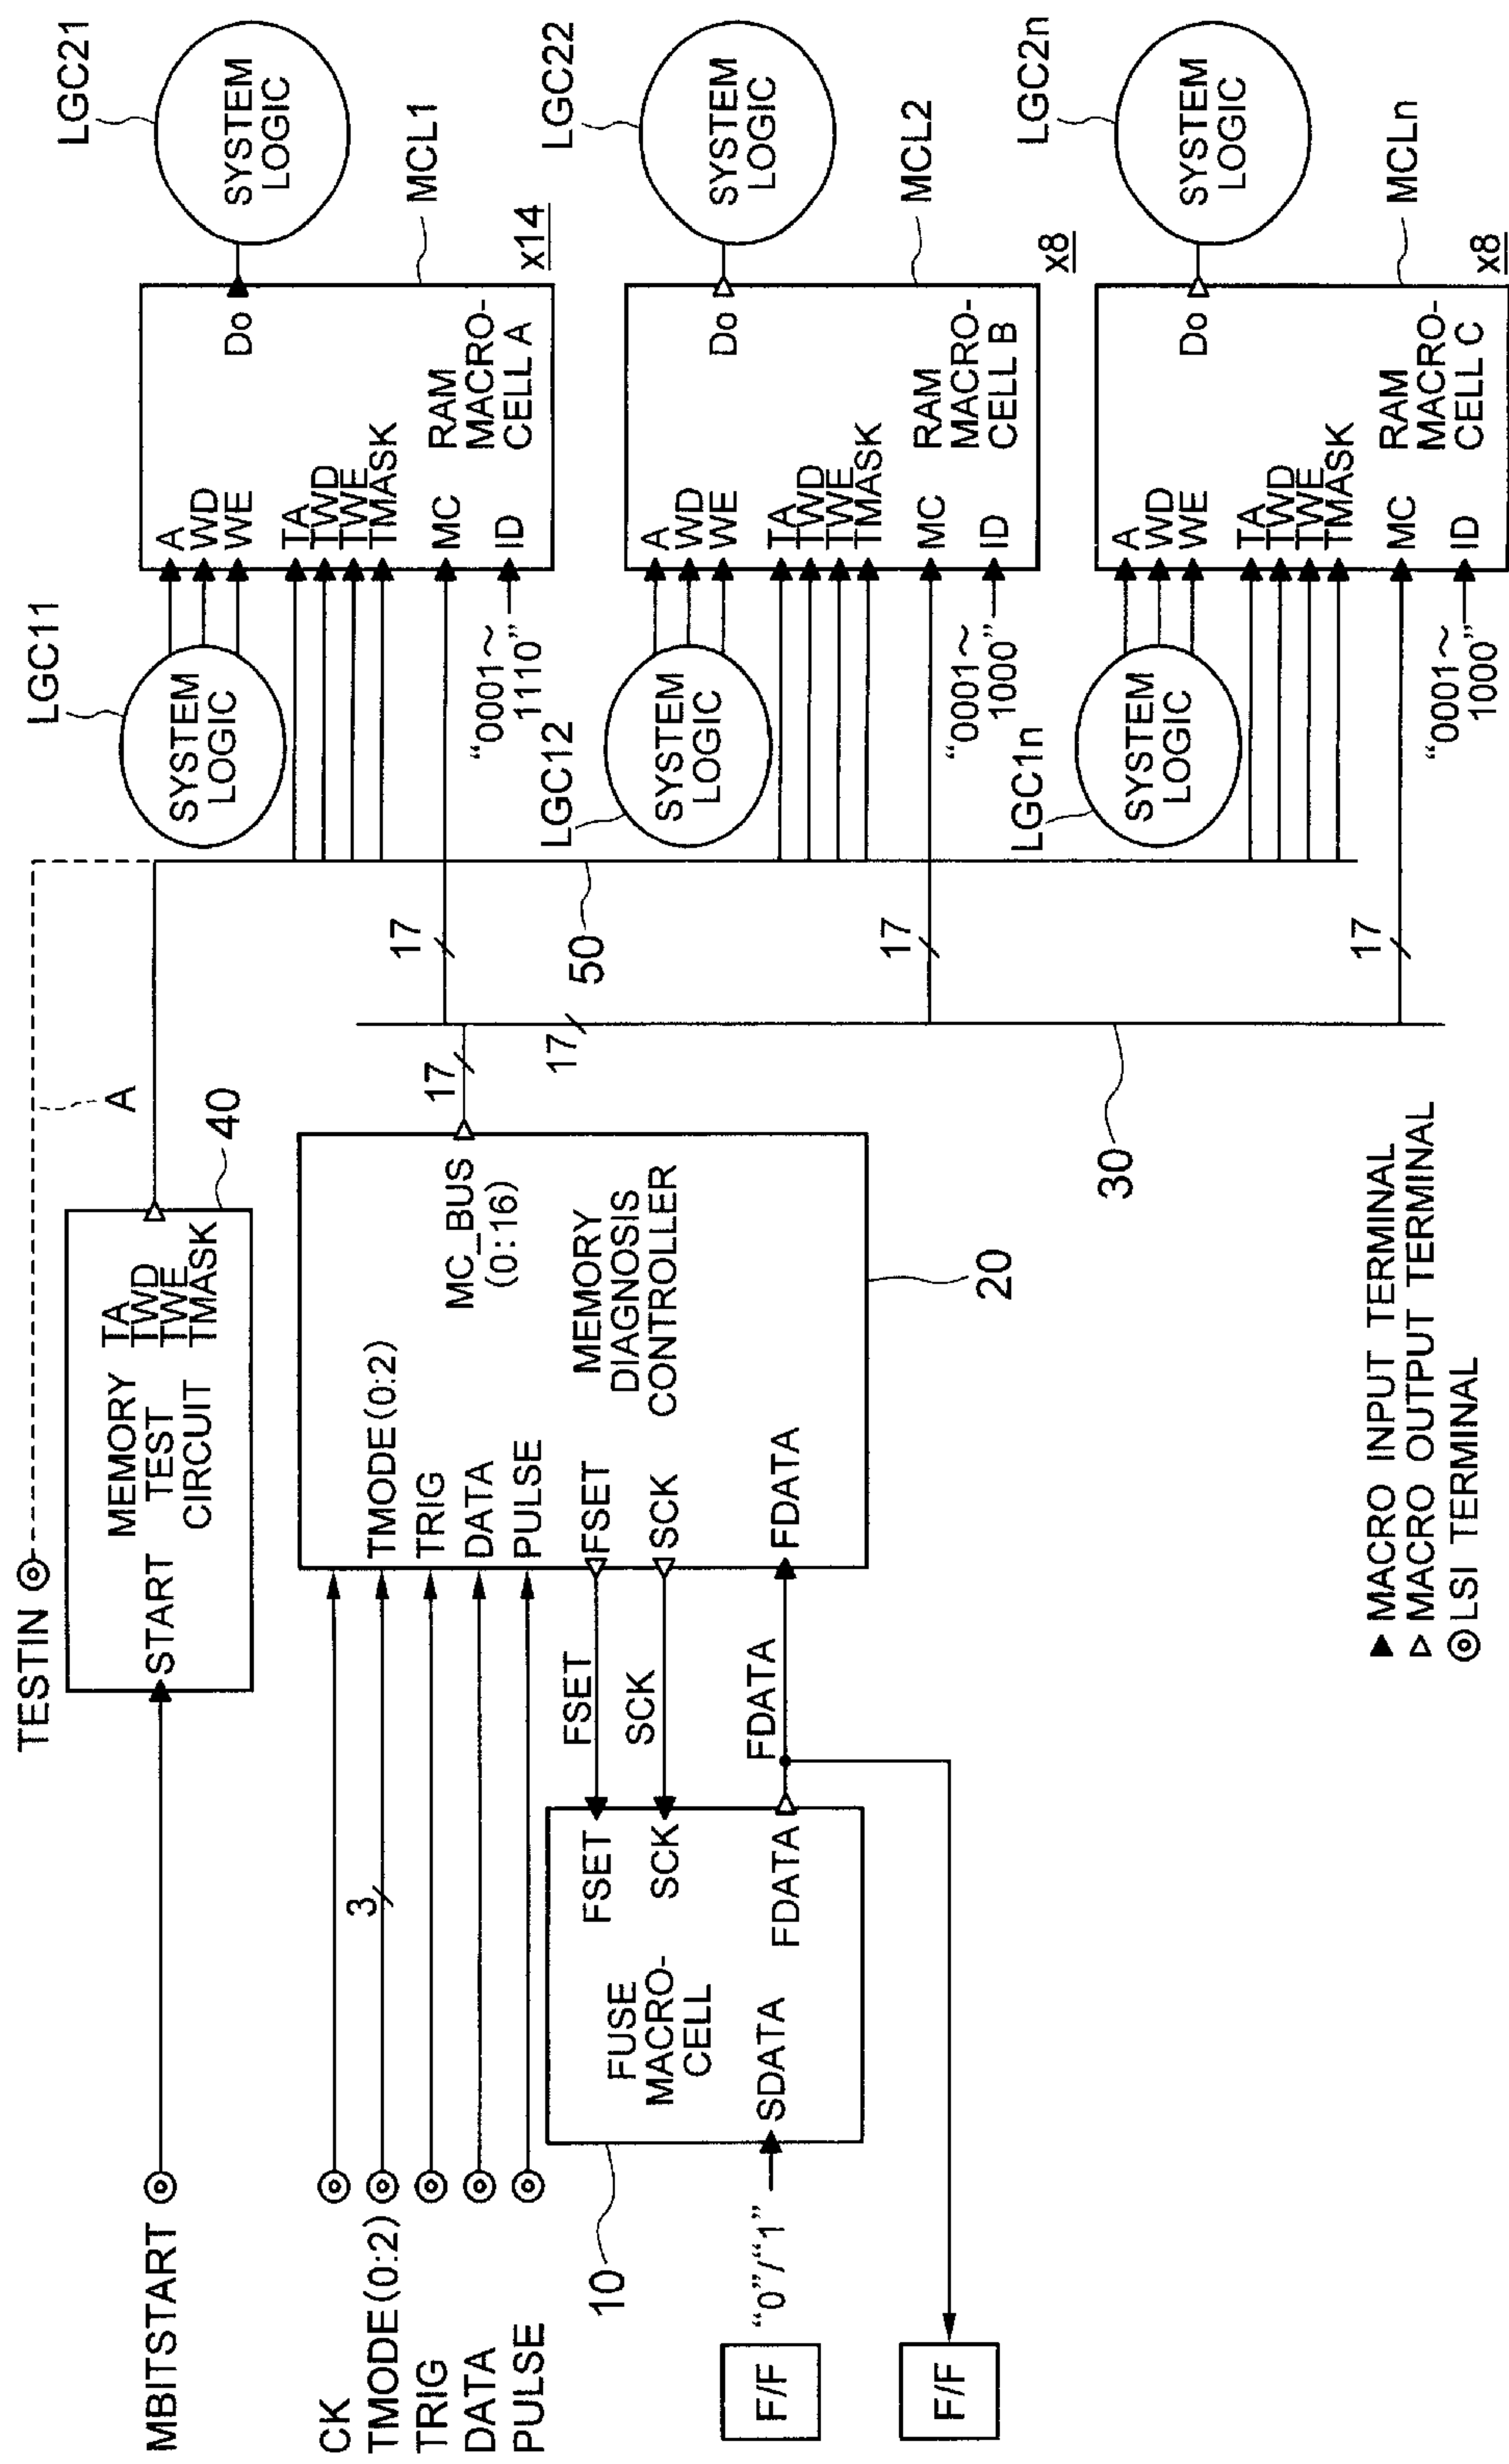 TESTIN
MBITSTART
START
MEMORY
TEST
CIRCUIT
TA
TWD
TWE
TMASK
40
A
CK
TMODE(0:2)
TRIG
DATA
PULSE
3
TMODE(0:2)
TRIG
DATA
PULSE
FSET
SCK
FDATA
MC_BUS
(0:16)
MEMORY
DIAGNOSIS
CONTROLLER
20
FSET
SCK
FDATA
FSET
SCK
FDATA
FUSE
MACRO-
CELL
SDATA
10
"0"/"1"
F/F
F/F
17
17
30
50
17
17
17
LGC11
SYSTEM
LOGIC
A
WD
WE
TA
TWD
TWE
TMASK
MC
ID
Do
RAM
MACRO-
CELL A
"0001~
1110"
x14
MCL1
LGC21
SYSTEM
LOGIC
LGC12
SYSTEM
LOGIC
A
WD
WE
TA
TWD
TWE
TMASK
MC
ID
Do
RAM
MACRO-
CELL B
"0001~
1000"
x8
MCL2
LGC22
SYSTEM
LOGIC
LGC1n
SYSTEM
LOGIC
A
WD
WE
TA
TWD
TWE
TMASK
MC
ID
Do
RAM
MACRO-
CELL C
"0001~
1000"
x8
MCLn
LGC2n
SYSTEM
LOGIC
MACRO INPUT TERMINAL
MACRO OUTPUT TERMINAL
LSI TERMINAL